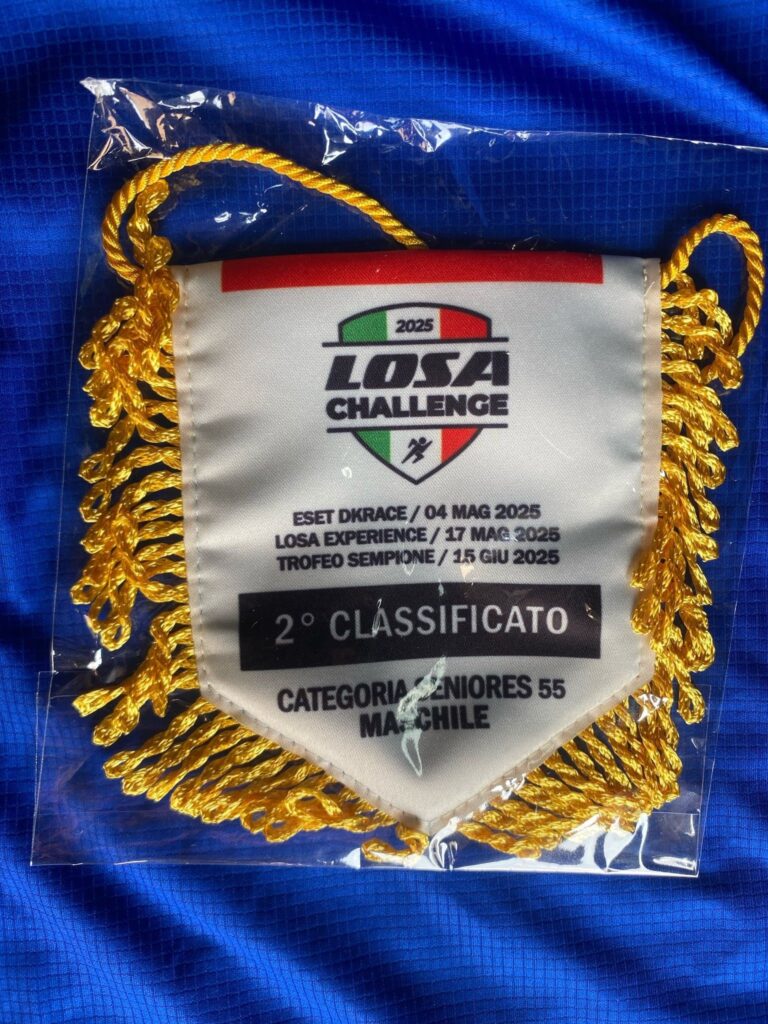 2025
LOSA
CHALLENGE
ESET DKRACE / 04 MAG 2025
LOSA EXPERIENCE / 17 MAG 2025
TROFEO SEMPIONE / 15 GIU 2025
2° CLASSIFICATO
CATEGORIA SENIORES 55
MASCHILE